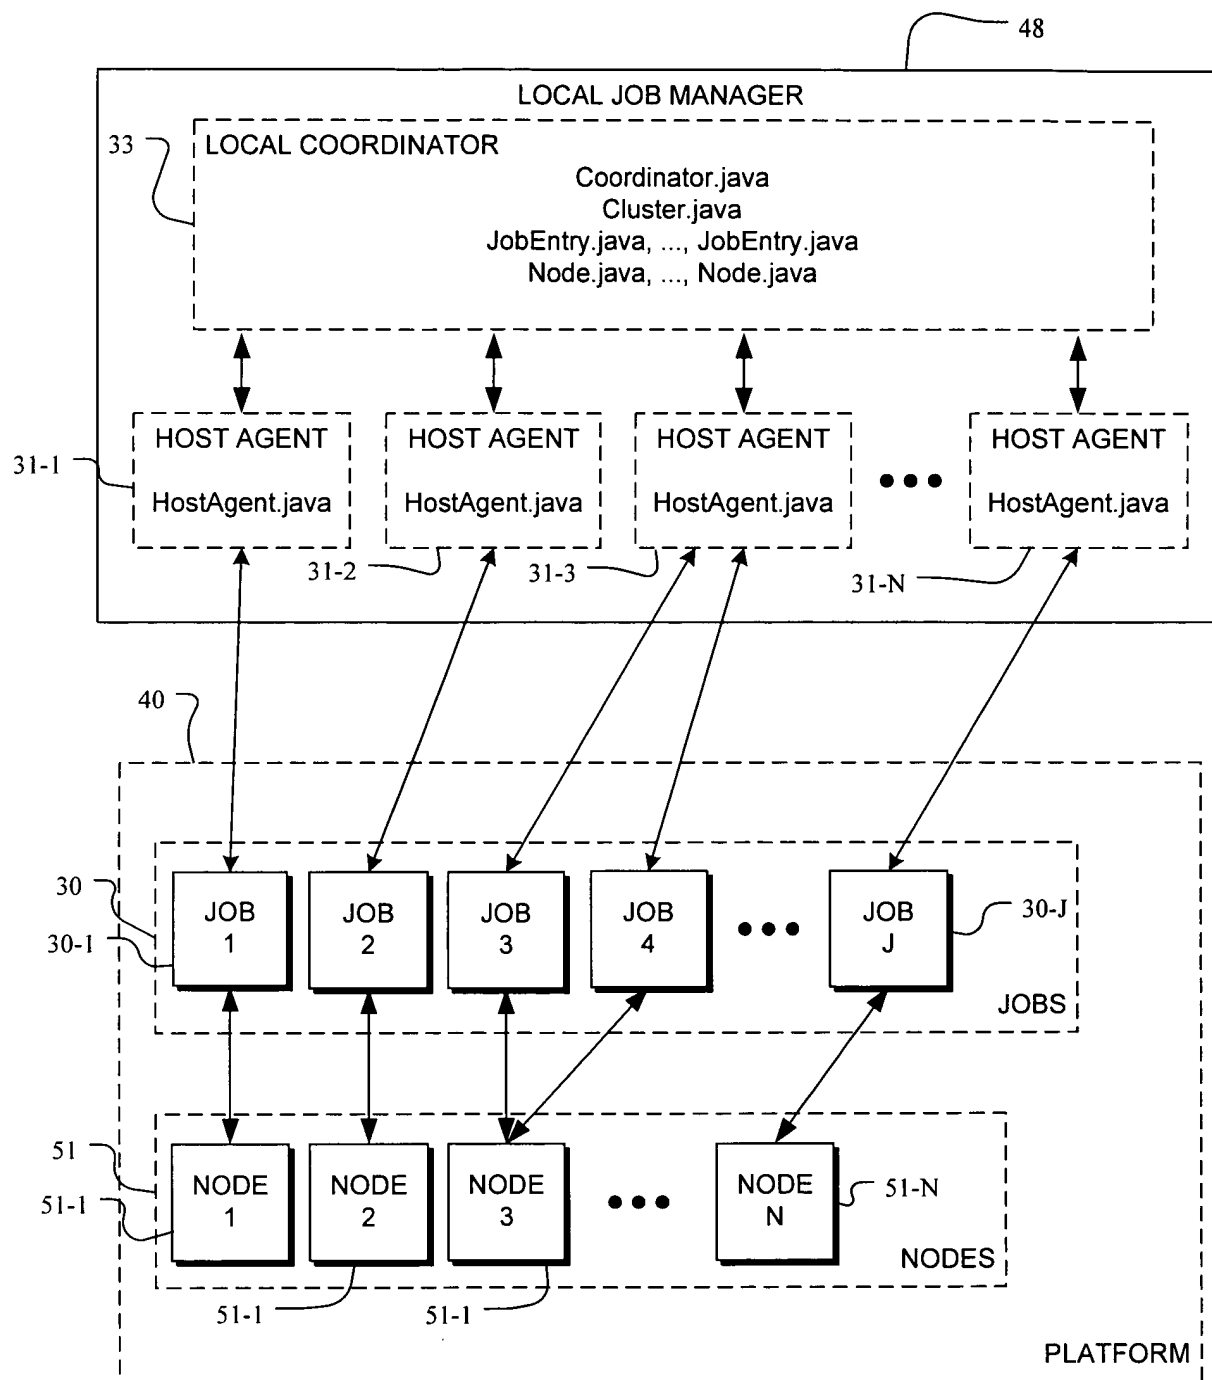 48
LOCAL JOB MANAGER
33
LOCAL COORDINATOR
Coordinator.java
Cluster.java
JobEntry.java, ..., JobEntry.java
Node.java, ..., Node.java
HOST AGENT
HostAgent.java
31-1
HOST AGENT
HostAgent.java
31-2
HOST AGENT
HostAgent.java
31-3
HOST AGENT
HostAgent.java
31-N
40
30
30-1
JOB
1
JOB
2
JOB
3
JOB
4
JOB
J
30-J
JOBS
51
51-1
NODE
1
NODE
2
NODE
3
NODE
N
51-N
NODES
51-1
51-1
PLATFORM